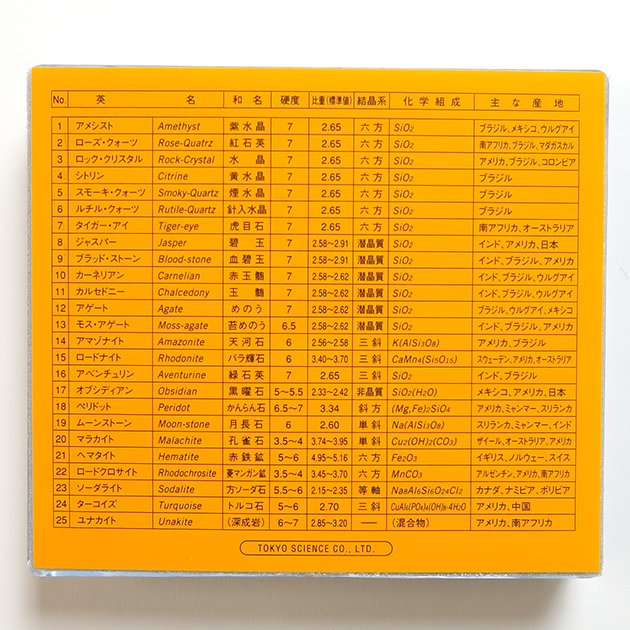 No. 英 名 和 名 硬度 比重(標準値) 結晶系 化 学 組 成 主 な 産 地
1 アメシスト Amethyst 紫 水 晶 7 2.65 六 方 SiO2 ブラジル、メキシコ、ウルグアイ
2 ローズ・クォーツ Rose-Quatrz 紅 石 英 7 2.65 六 方 SiO2 南アフリカ、ブラジル、マダガスカル
3 ロック・クリスタル Rock-Crystal 水 晶 7 2.65 六 方 SiO2 アメリカ、ブラジル、コロンビア
4 シトリン Citrine 黄 水 晶 7 2.65 六 方 SiO2 ブラジル
5 スモーキ・クォーツ Smoky-Quartz 煙 水 晶 7 2.65 六 方 SiO2 ブラジル
6 ルチル・クォーツ Rutile-Quartz 針入水晶 7 2.65 六 方 SiO2 ブラジル
7 タイガー・アイ Tiger-eye 虎 目 石 7 2.65 六 方 SiO2 南アフリカ、オーストラリア
8 ジャスパー Jasper 碧 玉 7 2.58〜2.91 潜晶質 SiO2 インド、アメリカ、日本
9 ブラッド・ストーン Blood-stone 血 碧 玉 7 2.58〜2.91 潜晶質 SiO2 インド、ブラジル、アメリカ
10 カーネリアン Carnelian 赤 玉 髄 7 2.58〜2.62 潜晶質 SiO2 インド、ブラジル、ウルグアイ
11 カルセドニー Chalcedony 玉 髄 7 2.58〜2.62 潜晶質 SiO2 インド、ブラジル、ウルグアイ
12 アゲート Agate め の う 7 2.58〜2.62 潜晶質 SiO2 ブラジル、ウルグアイ、メキシコ
13 モス・アゲート Moss-agate 苔めのう 6.5 2.58〜2.62 潜晶質 SiO2 インド、ブラジル、アメリカ
14 アマゾナイト Amazonite 天 河 石 6 2.56〜2.58 三 斜 K(AlSi3O8) アメリカ、ブラジル
15 ロードナイト Rhodonite バラ輝石 6 3.40〜3.70 三 斜 CaMn4(Si5O15) スウェーデン、アメリカ、オーストラリア
16 アベンチュリン Aventurine 緑 石 英 7 2.65 三 斜 SiO2 インド、ブラジル
17 オブシディアン Obsidian 黒 曜 石 5〜5.5 2.33〜2.42 非晶質 SiO2(H2O) メキシコ、アメリカ、日本
18 ペリドット Peridot かんらん石 6.5〜7 3.34 斜 方 (Mg,Fe)2SiO4 アメリカ、ミャンマー、スリランカ
19 ムーンストーン Moon-stone 月 長 石 6 2.60 単 斜 Na(AlSi3O8) スリランカ、ミャンマー、インド
20 マラカイト Malachite 孔 雀 石 3.5〜4 3.74〜3.95 単 斜 Cu2(OH)2(CO3) ザイール、オーストラリア、アメリカ
21 ヘマタイト Hematite 赤 鉄 鉱 5〜6 4.95〜5.16 六 方 Fe2O3 イギリス、ノルウェー、スイス
22 ロードクロサイト Rhodochrosite 菱マンガン鉱 3.5〜4 3.45〜3.70 六 方 MnCO3 アルゼンチン、アメリカ、南アフリカ
23 ソーダライト Sodalite 方ソーダ石 5.5〜6 2.15〜2.35 等 軸 Na8Al6Si6O24Cl2 カナダ、ナミビア、ボリビア
24 ターコイズ Turquoise トルコ石 5〜6 2.70 三 斜 CuAl6(PO4)4(OH)8・4H2O アメリカ、中国
25 ユナカイト Unakite (深成岩) 6〜7 2.85〜3.20 — (混合物) アメリカ、南アフリカ
TOKYO SCIENCE CO., LTD.